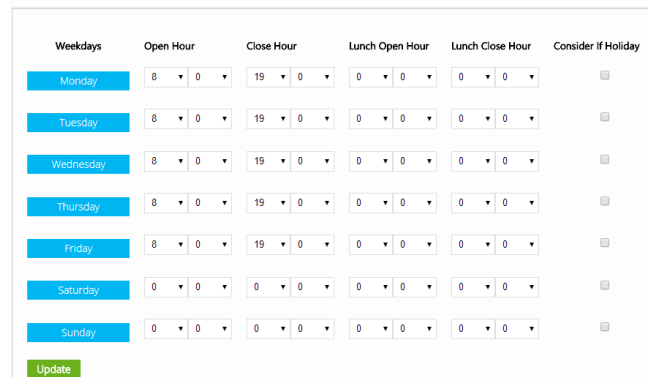 Weekdays Open Hour Close Hour Lunch Open Hour Lunch Close Hour Consider If Holiday
Monday 8 0 19 0 0 0 0 0
Tuesday 8 0 19 0 0 0 0 0
Wednesday 8 0 19 0 0 0 0 0
Thursday 8 0 19 0 0 0 0 0
Friday 8 0 19 0 0 0 0 0
Saturday 0 0 0 0 0 0 0 0
Sunday 0 0 0 0 0 0 0 0
Update